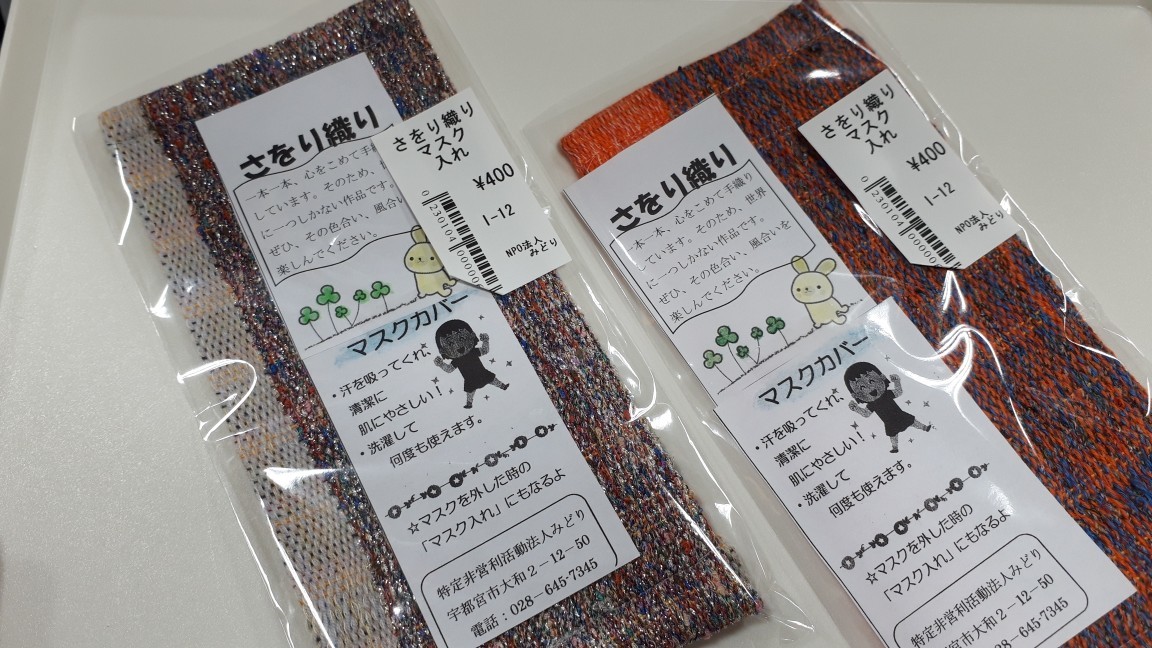 さをり織り
一本一本、心をこめて手織
しています。そのため、
に一つしかない作品です。
ぜひ、その色合い、風合い
楽しんでください。
さをり織り
マスク
入れ
¥400
I-12
0230104 00000
NPO法人
みどり
マスクカバー
・汗を吸ってくれ、
清潔に
肌にやさしい!
・洗濯して
何度も使えます。
☆マスクを外した時の
「マスク入れ」にもなるよ
特定非営利活動法人みどり
宇都宮市大和2-12-50
電話:028-645-7345
さをり織り
一本一本、心をこめて手織り
しています。そのため、世界
に一つしかない作品です。
ぜひ、その色合い、風合いを
楽しんでください。
さをり織り
マスク
入れ
¥400
I-12
0230104 00000
NPO法人
みどり
マスクカバー
・汗を吸ってくれ、
清潔に
肌にやさしい!
・洗濯して
何度も使えます。
☆マスクを外した時の
「マスク入れ」にもなるよ
特定非営利活動法人みどり
宮市大和2-12-50
28-645-7345